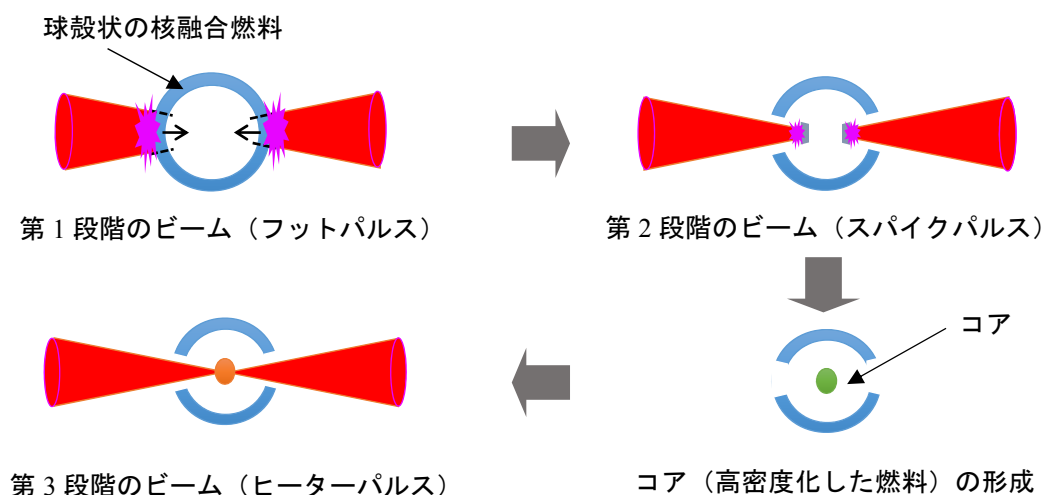 球殻状の核融合燃料
第 1 段階のビーム（フットパルス）
第 2 段階のビーム（スパイクパルス）
コア
コア（高密度化した燃料）の形成
第 3 段階のビーム（ヒーターパルス）